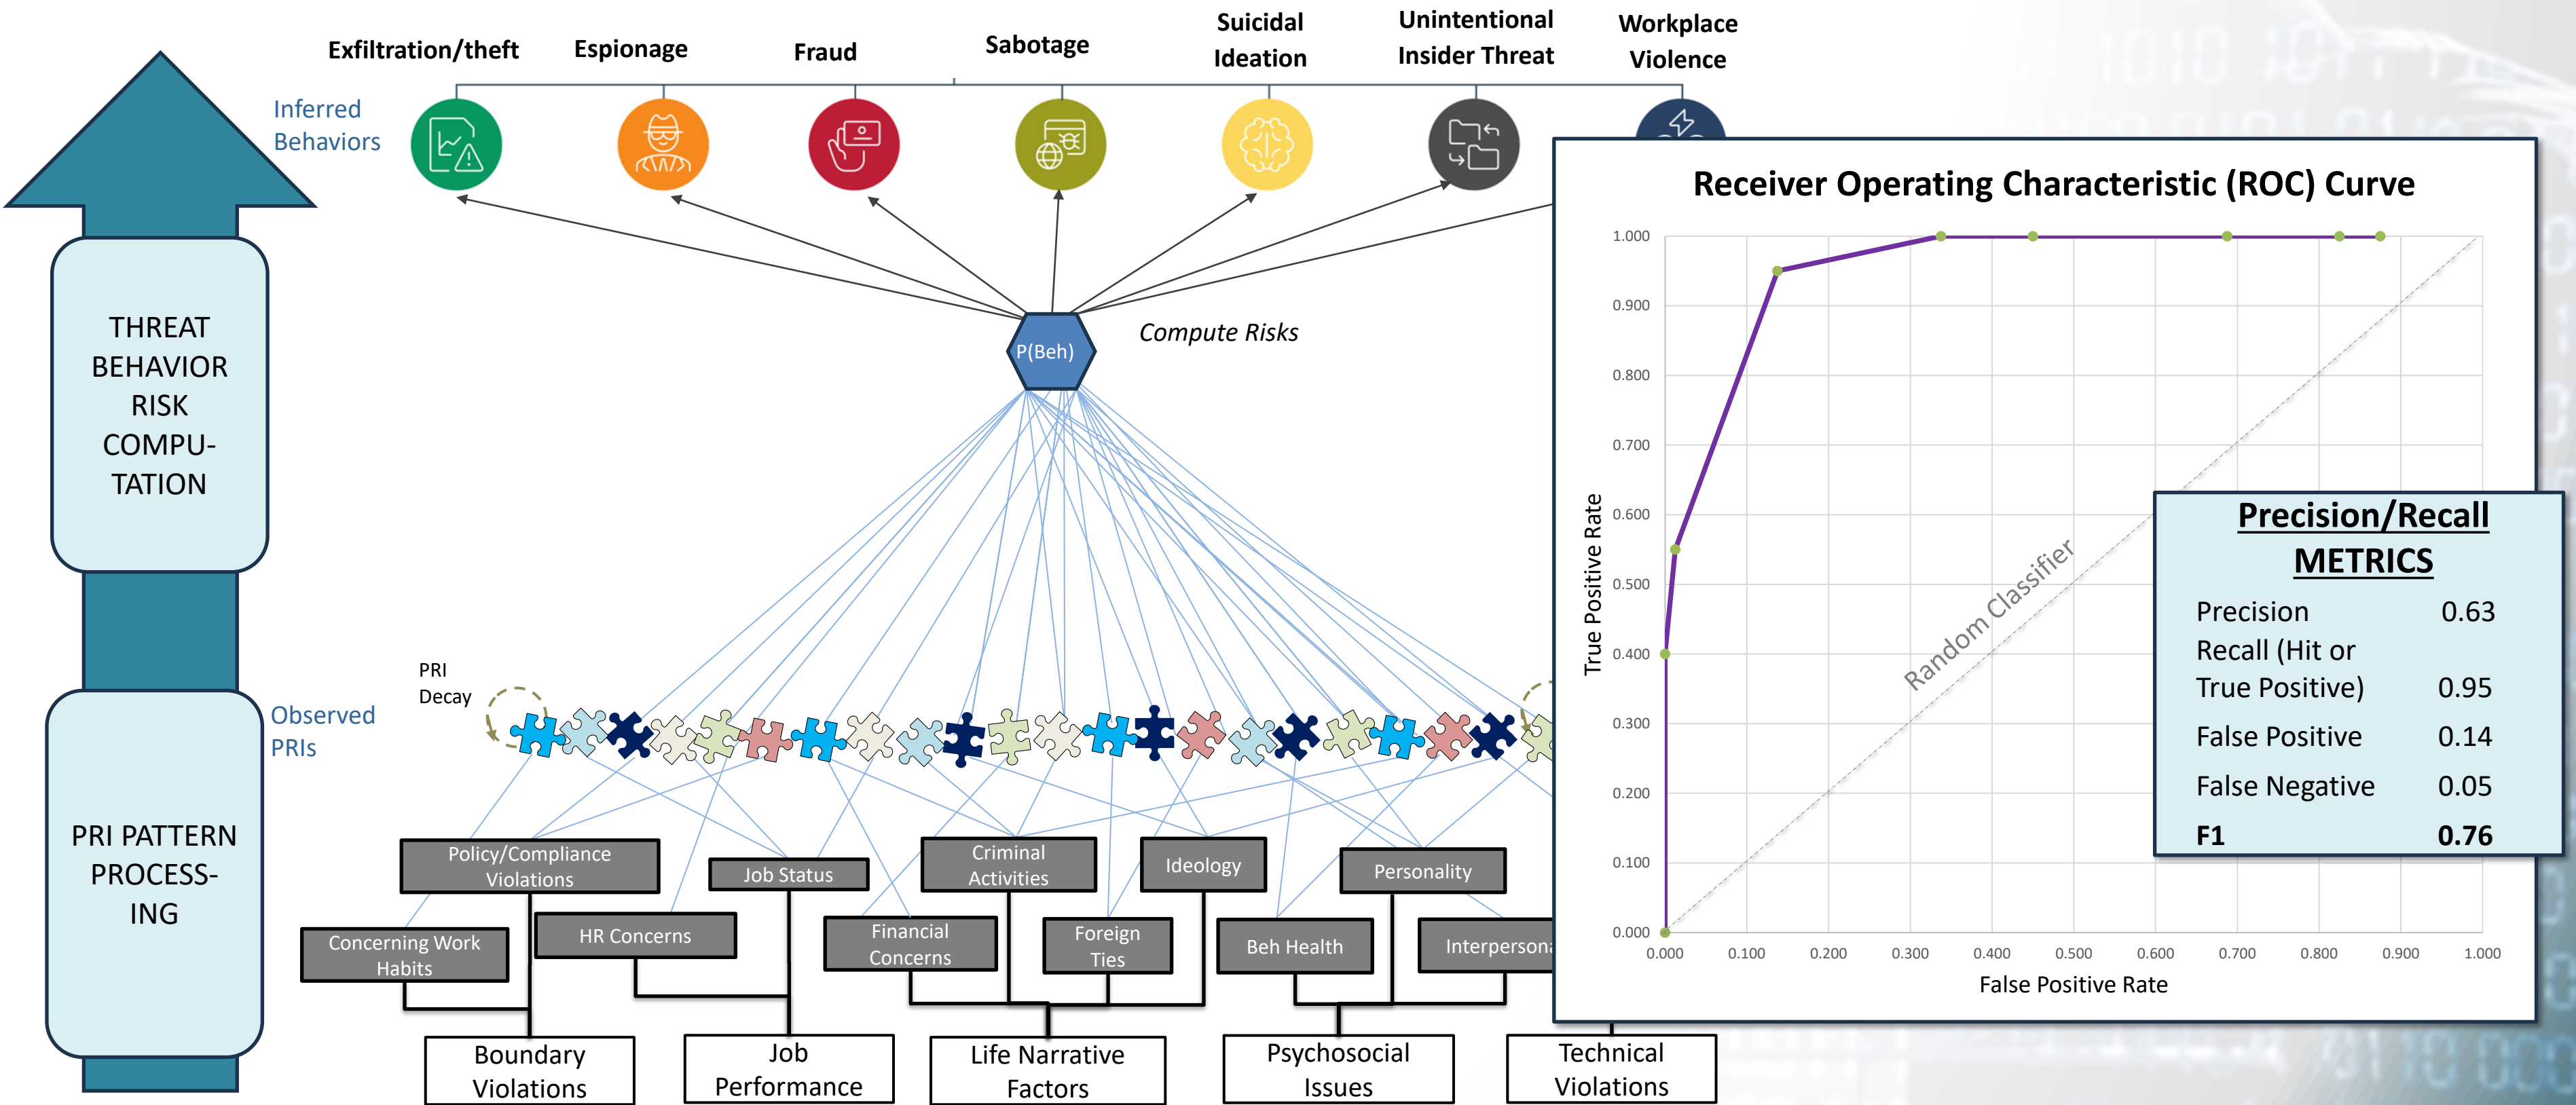 Exfiltration/theft
Espionage
Fraud
Sabotage
Suicidal
Ideation
Unintentional
Insider Threat
Workplace
Violence
Inferred
Behaviors
THREAT
BEHAVIOR
RISK
COMPU-
TATION
P(Beh)
Compute Risks
PRI
Decay
Observed
PRIs
PRI PATTERN
PROCESS-
ING
Policy/Compliance
Violations
Job Status
Criminal
Activities
Ideology
Personality
Concerning Work
Habits
HR Concerns
Financial
Concerns
Foreign
Ties
Beh Health
Interpersona
Boundary
Violations
Job
Performance
Life Narrative
Factors
Psychosocial
Issues
Technical
Violations
Receiver Operating Characteristic (ROC) Curve
True Positive Rate
1.000
0.900
0.800
0.700
0.600
0.500
0.400
0.300
0.200
0.100
0.000
0.000 0.100 0.200 0.300 0.400 0.500 0.600 0.700 0.800 0.900 1.000
False Positive Rate
Random Classifier
Precision/Recall
METRICS
Precision 0.63
Recall (Hit or
True Positive) 0.95
False Positive 0.14
False Negative 0.05
F1 0.76